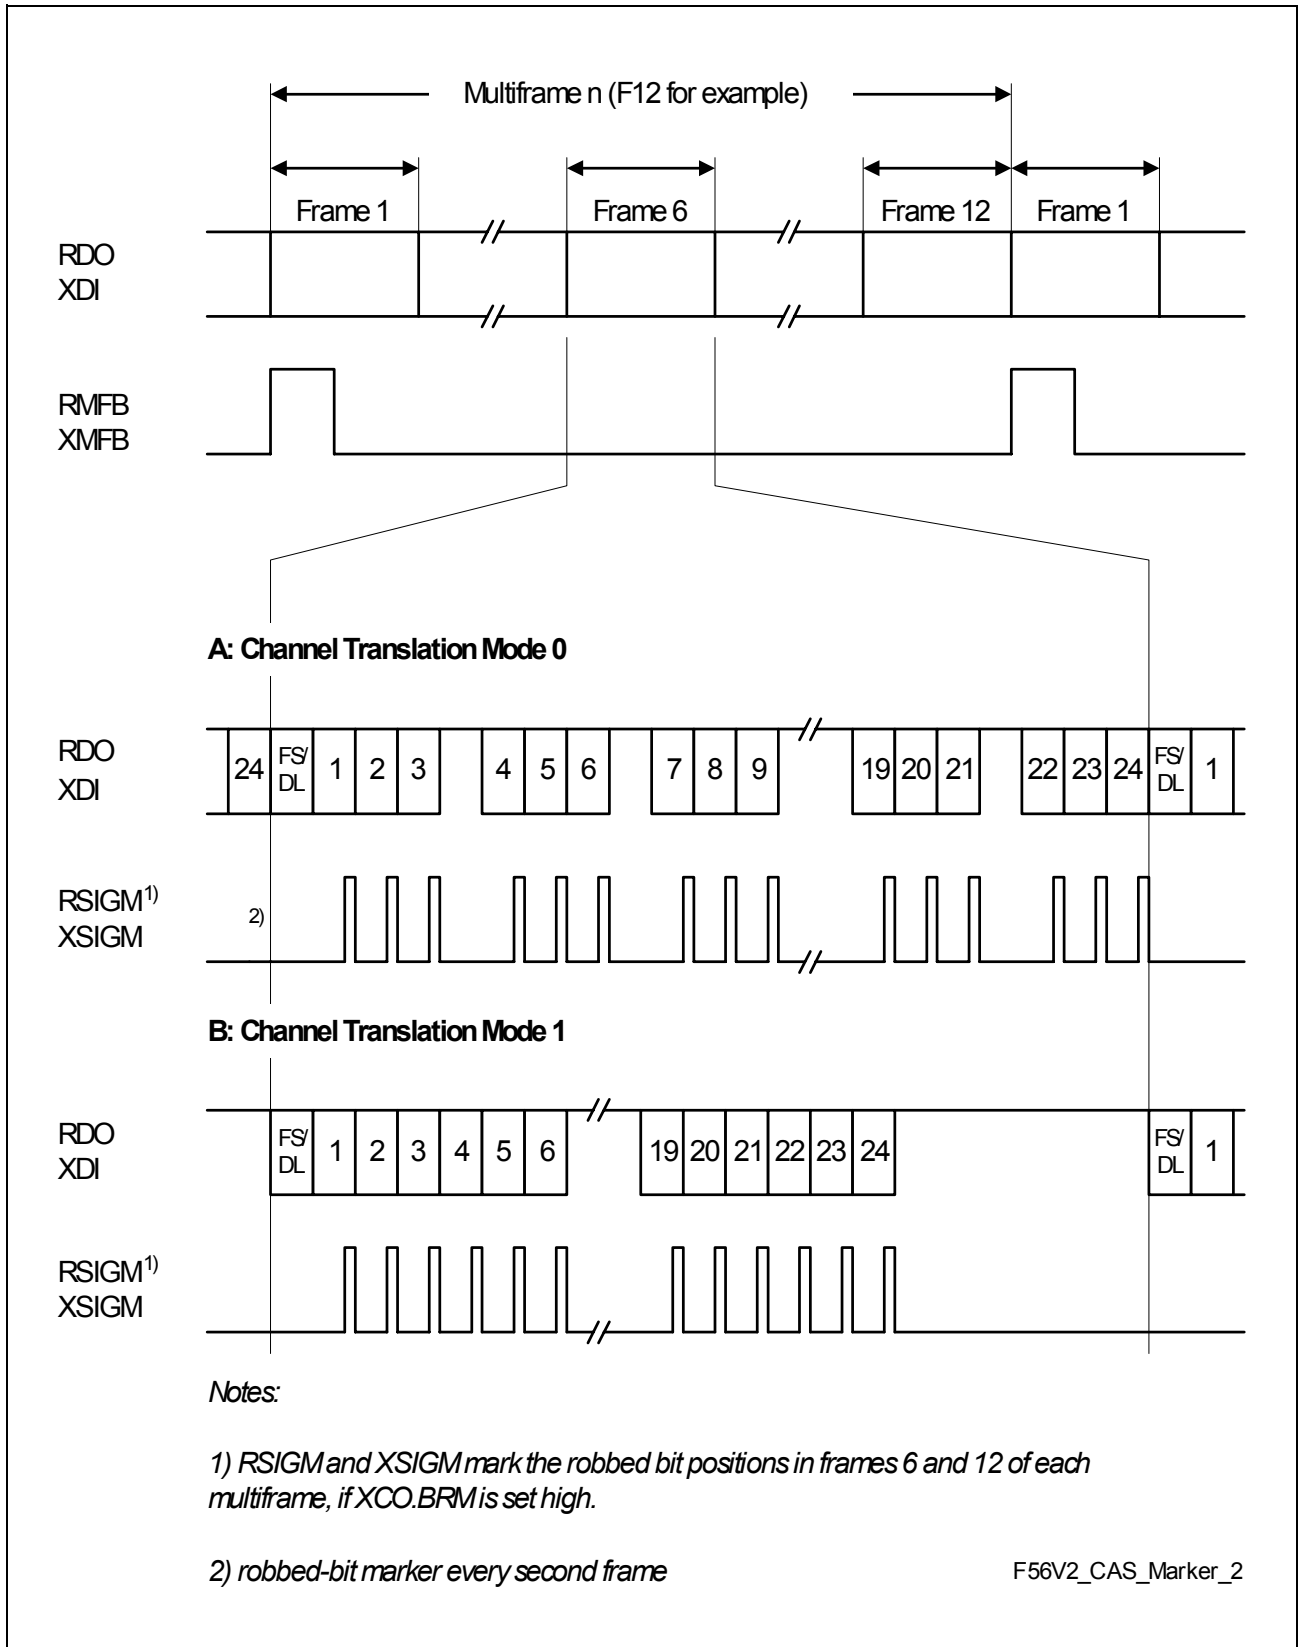 Multiframe n (F12 for example)
Frame 1 Frame 6 Frame 12 Frame 1
RDO
XDI
RMFB
XMFB
A: Channel Translation Mode 0
RDO
XDI
24 FS/DL 1 2 3 4 5 6 7 8 9 19 20 21 22 23 24 FS/DL 1
RSIGM1)
XSIGM
2)
B: Channel Translation Mode 1
RDO
XDI
FS/DL 1 2 3 4 5 6 19 20 21 22 23 24 FS/DL 1
RSIGM1)
XSIGM
Notes:
1) RSIGM and XSIGM mark the robbed bit positions in frames 6 and 12 of each
multiframe, if XCO.BRM is set high.
2) robbed-bit marker every second frame
F56V2_CAS_Marker_2